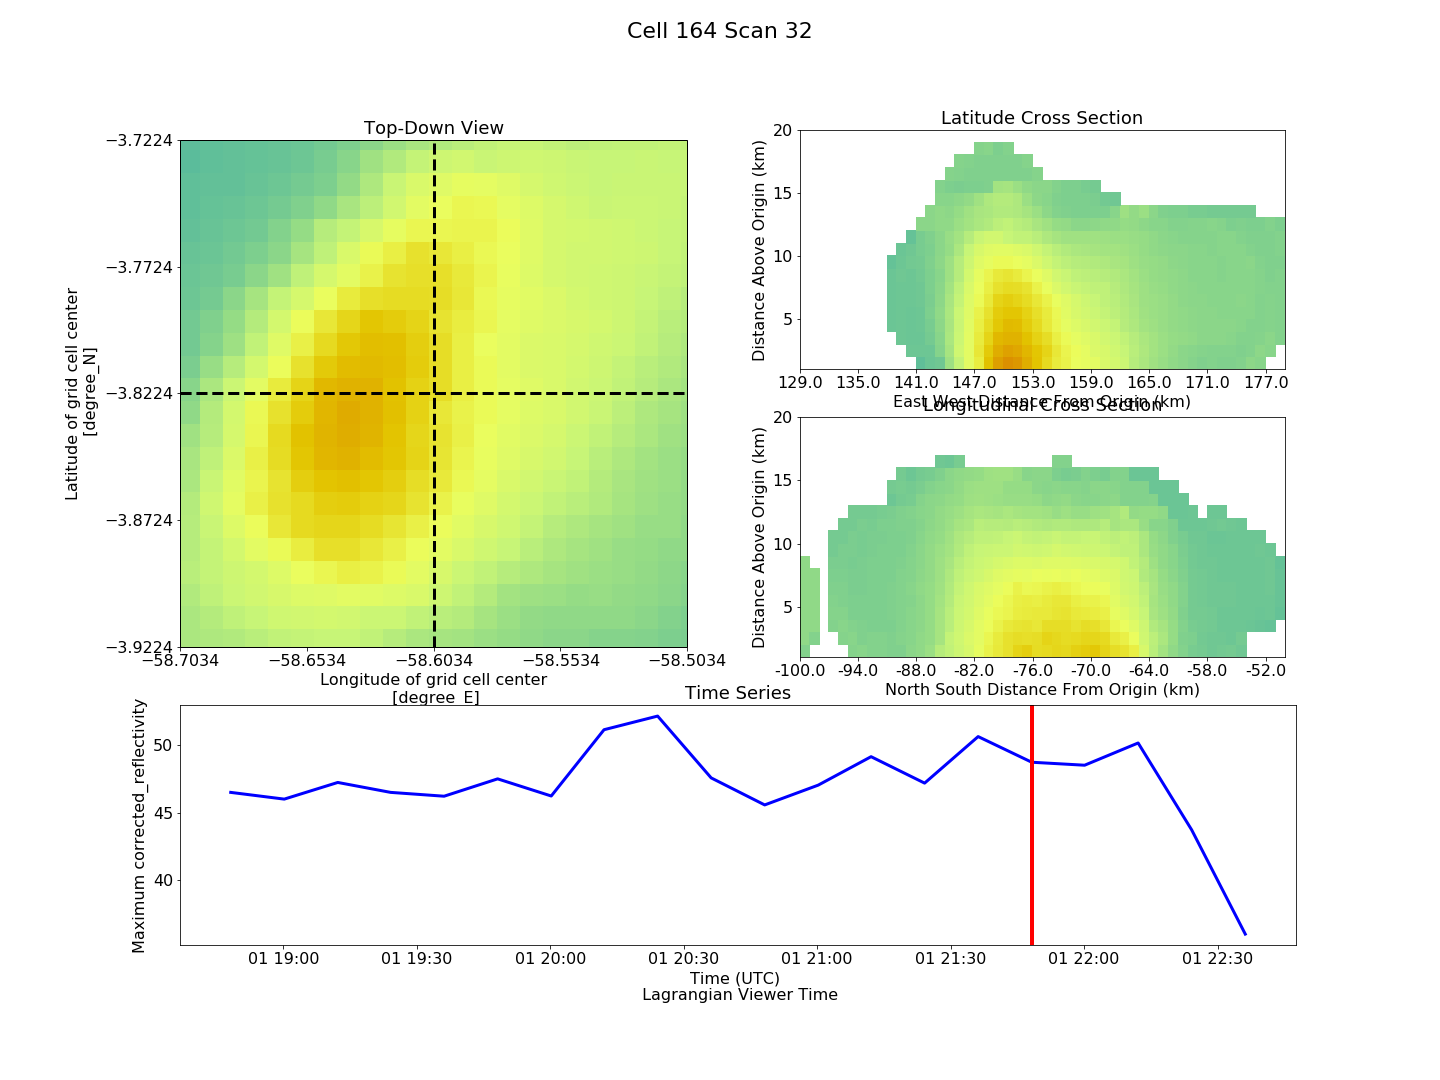 Cell 164 Scan 32
Top-Down View
−3.7224
−3.7724
−3.8224
−3.8724
−3.9224
Latitude of grid cell center
[degree_N]
−58.7034 −58.6534 −58.6034 −58.5534 −58.5034
Longitude of grid cell center
[degree_E]
Latitude Cross Section
20
15
10
5
Distance Above Origin (km)
129.0 135.0 141.0 147.0 153.0 159.0 165.0 171.0 177.0
East West Distance From Origin (km)
Longitudinal Cross Section
20
15
10
5
Distance Above Origin (km)
-100.0 -94.0 -88.0 -82.0 -76.0 -70.0 -64.0 -58.0 -52.0
North South Distance From Origin (km)
Time Series
50
45
40
Maximum corrected_reflectivity
01 19:00 01 19:30 01 20:00 01 20:30 01 21:00 01 21:30 01 22:00 01 22:30
Time (UTC)
Lagrangian Viewer Time